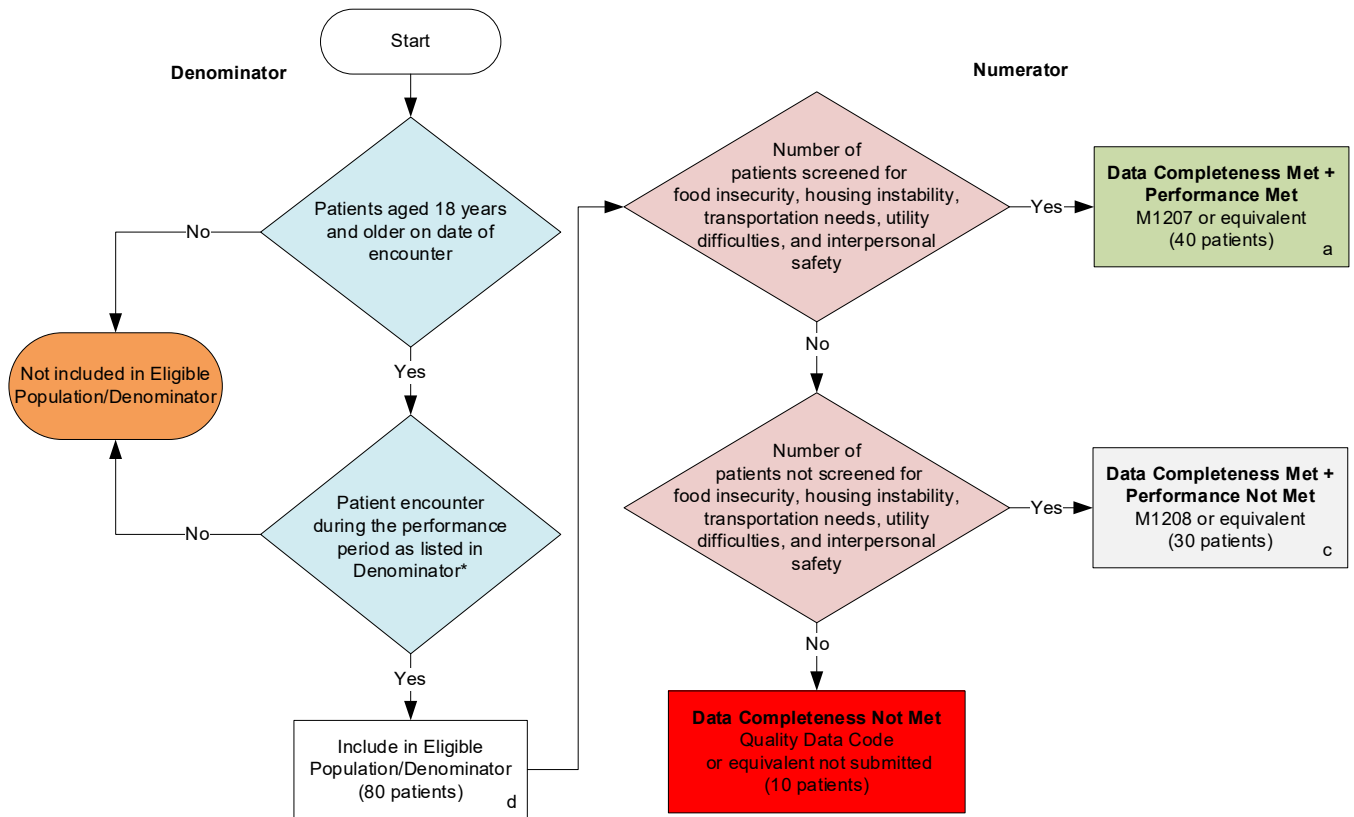 Start
Denominator
Numerator
Patients aged 18 years
and older on date of
encounter
No
Yes
Not included in Eligible
Population/Denominator
Patient encounter
during the performance
period as listed in
Denominator*
No
Yes
Include in Eligible
Population/Denominator
(80 patients)
d
Number of
patients screened for
food insecurity, housing instability,
transportation needs, utility
difficulties, and interpersonal
safety
Yes
Data Completeness Met +
Performance Met
M1207 or equivalent
(40 patients)
a
No
Number of
patients not screened for
food insecurity, housing instability,
transportation needs, utility
difficulties, and interpersonal
safety
Yes
Data Completeness Met +
Performance Not Met
M1208 or equivalent
(30 patients)
c
No
Data Completeness Not Met
Quality Data Code
or equivalent not submitted
(10 patients)